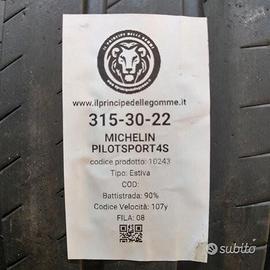 IL PRINCIPE DELLE GOMME
www.ilprincipedellegomme.it
315-30-22
MICHELIN
PILOTSPORT4S
codice prodotto: 10243
Tipo: Estiva
COD:
Battistrada: 90%
Codice Velocità: 107y
FILA: 08
subito